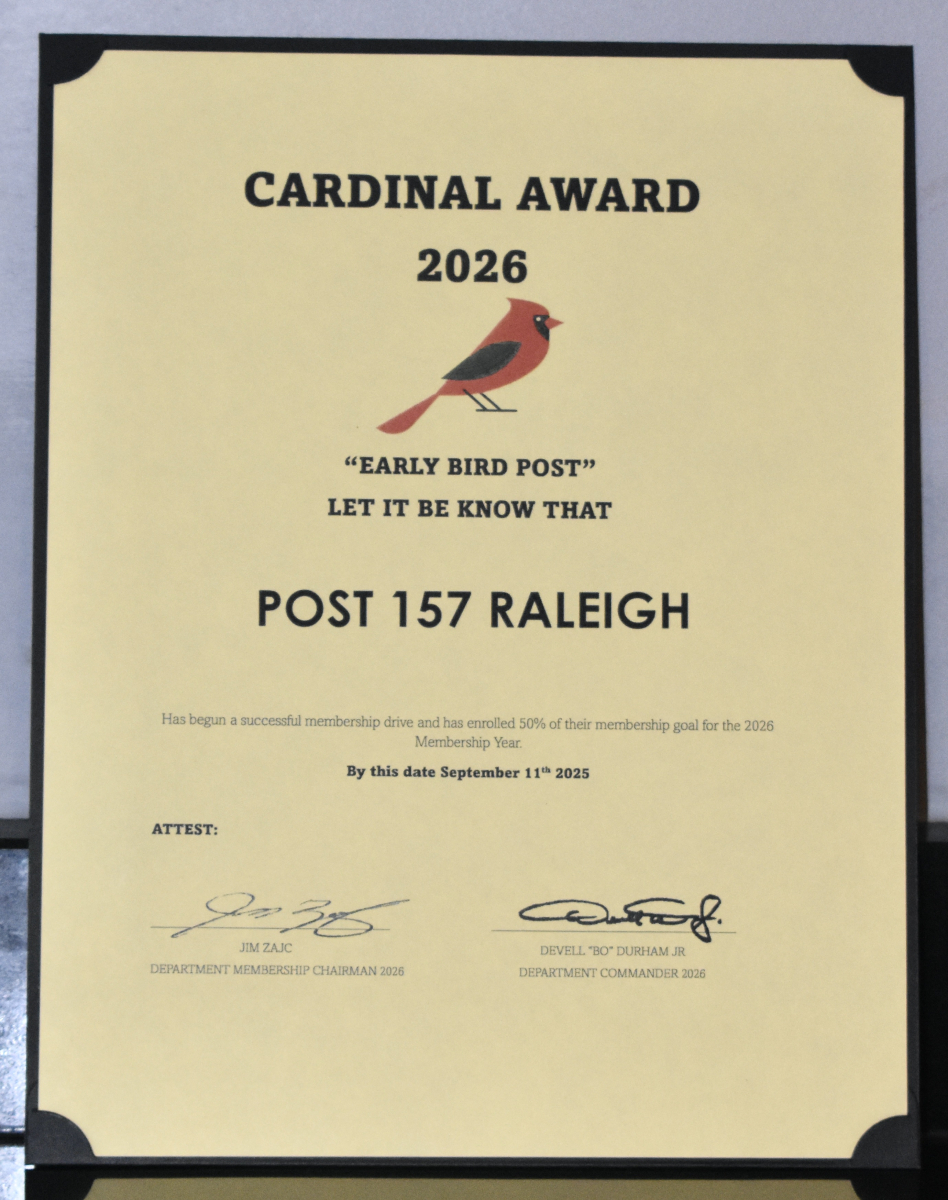 CARDINAL AWARD
2026
“EARLY BIRD POST”
LET IT BE KNOW THAT
POST 157 RALEIGH
Has begun a successful membership drive and has enrolled 50% of their membership goal for the 2026
Membership Year.
By this date September 11th 2025
ATTEST:
JIM ZAJC
DEPARTMENT MEMBERSHIP CHAIRMAN 2026
DEVELL "BO" DURHAM JR
DEPARTMENT COMMANDER 2026